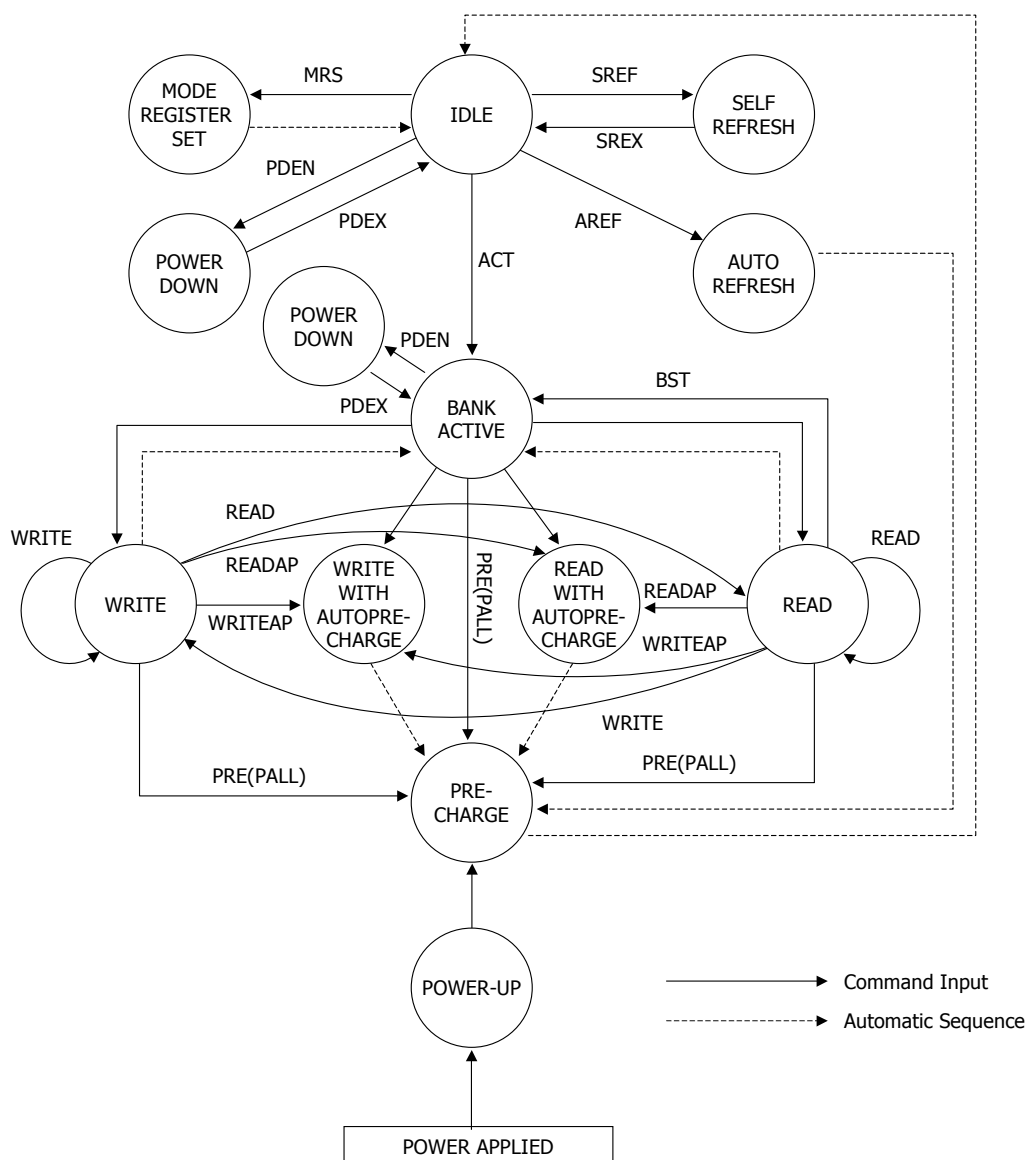 MRS
SREF
MODE
REGISTER
SET
IDLE
SELF
REFRESH
SREX
PDEN
PDEX
AREF
POWER
DOWN
ACT
AUTO
REFRESH
POWER
DOWN
PDEN
PDEX
BANK
ACTIVE
BST
READ
WRITE
READ
READAP
WRITE
WRITE
WITH
AUTOPRE-
CHARGE
PRE(PALL)
READ
WITH
AUTOPRE-
CHARGE
READAP
READ
WRITEAP
WRITEAP
WRITE
PRE(PALL)
PRE(PALL)
PRE-
CHARGE
POWER-UP
Command Input
Automatic Sequence
POWER APPLIED